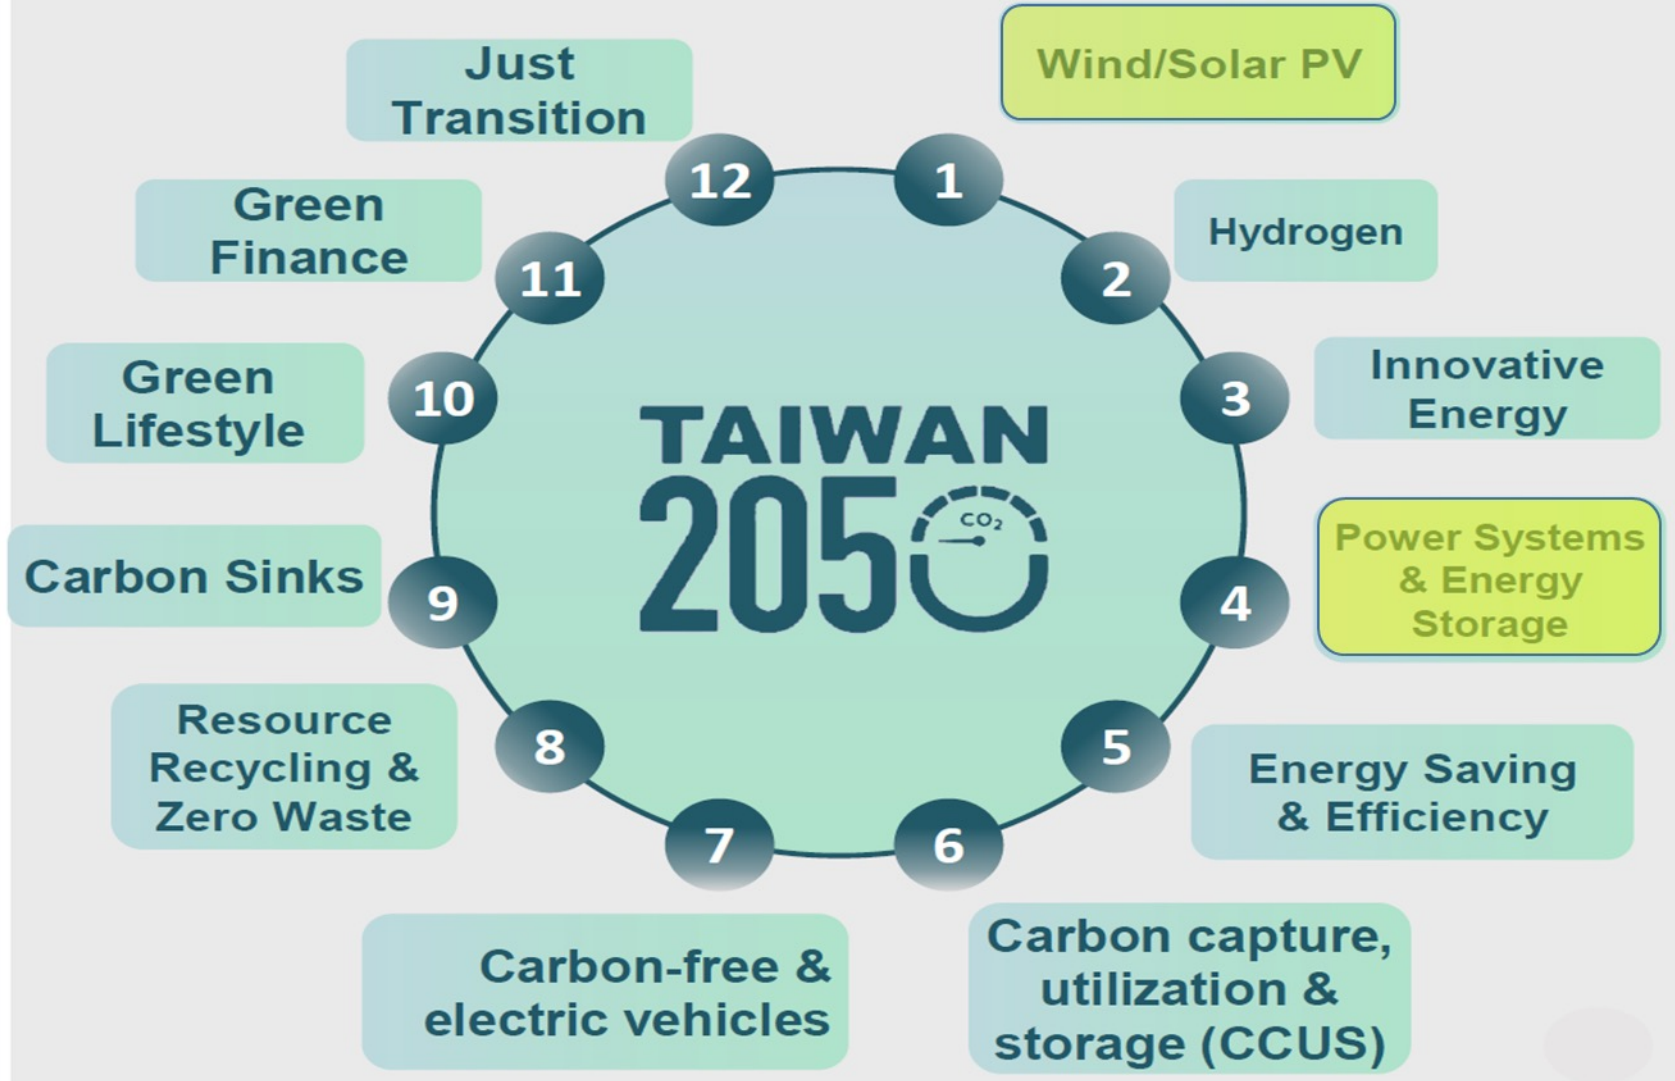 TAIWAN
2050
CO₂
1
Wind/Solar PV
2
Hydrogen
3
Innovative
Energy
4
Power Systems
& Energy
Storage
5
Energy Saving
& Efficiency
6
Carbon capture,
utilization &
storage (CCUS)
7
Carbon-free &
electric vehicles
8
Resource
Recycling &
Zero Waste
9
Carbon Sinks
10
Green
Lifestyle
11
Green
Finance
12
Just
Transition